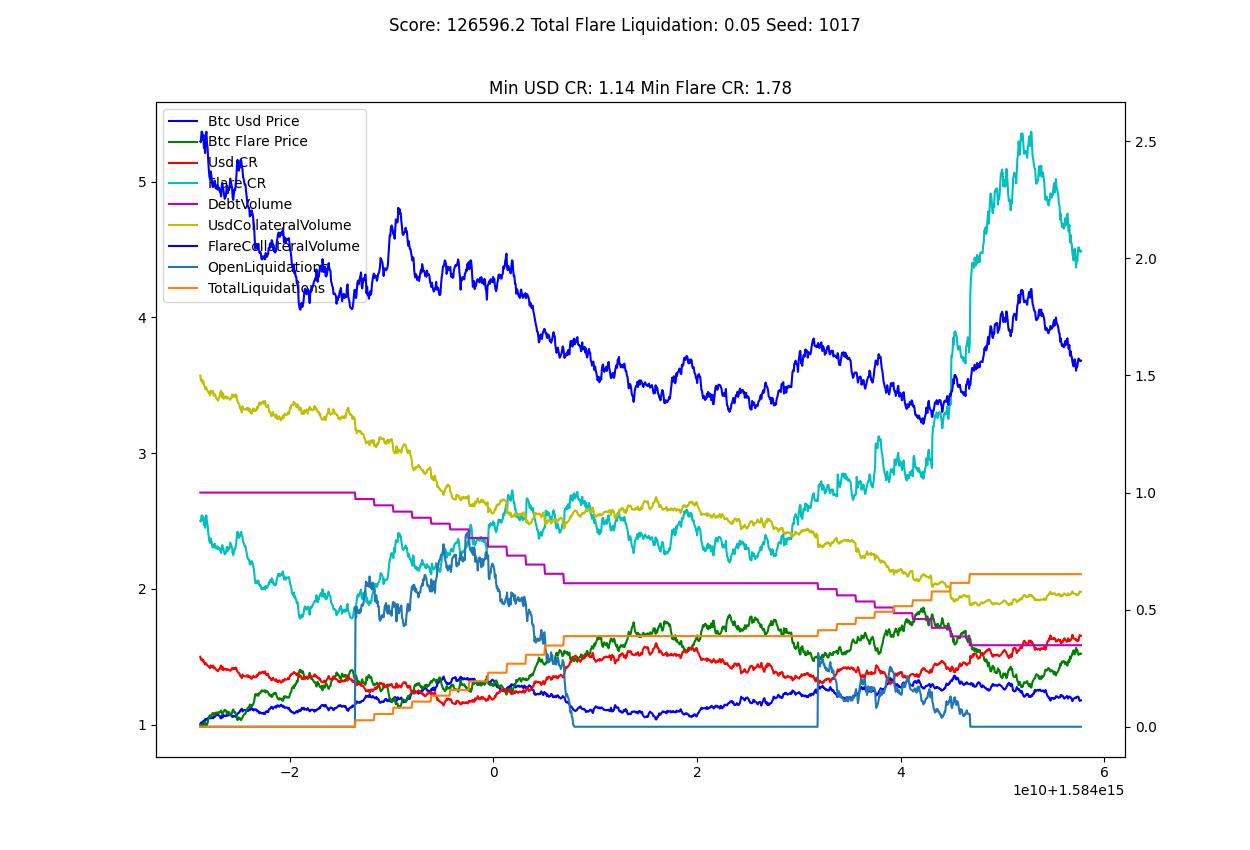 Score: 126596.2 Total Flare Liquidation: 0.05 Seed: 1017
Min USD CR: 1.14 Min Flare CR: 1.78
Btc Usd Price
Btc Flare Price
Usd CR
Flare CR
DebtVolume
UsdCollateralVolume
FlareCollateralVolume
OpenLiquidations
TotalLiquidations
5
4
3
2
1
2.5
2.0
1.5
1.0
0.5
0.0
−2
0
2
4
6
1e10+1.584e15